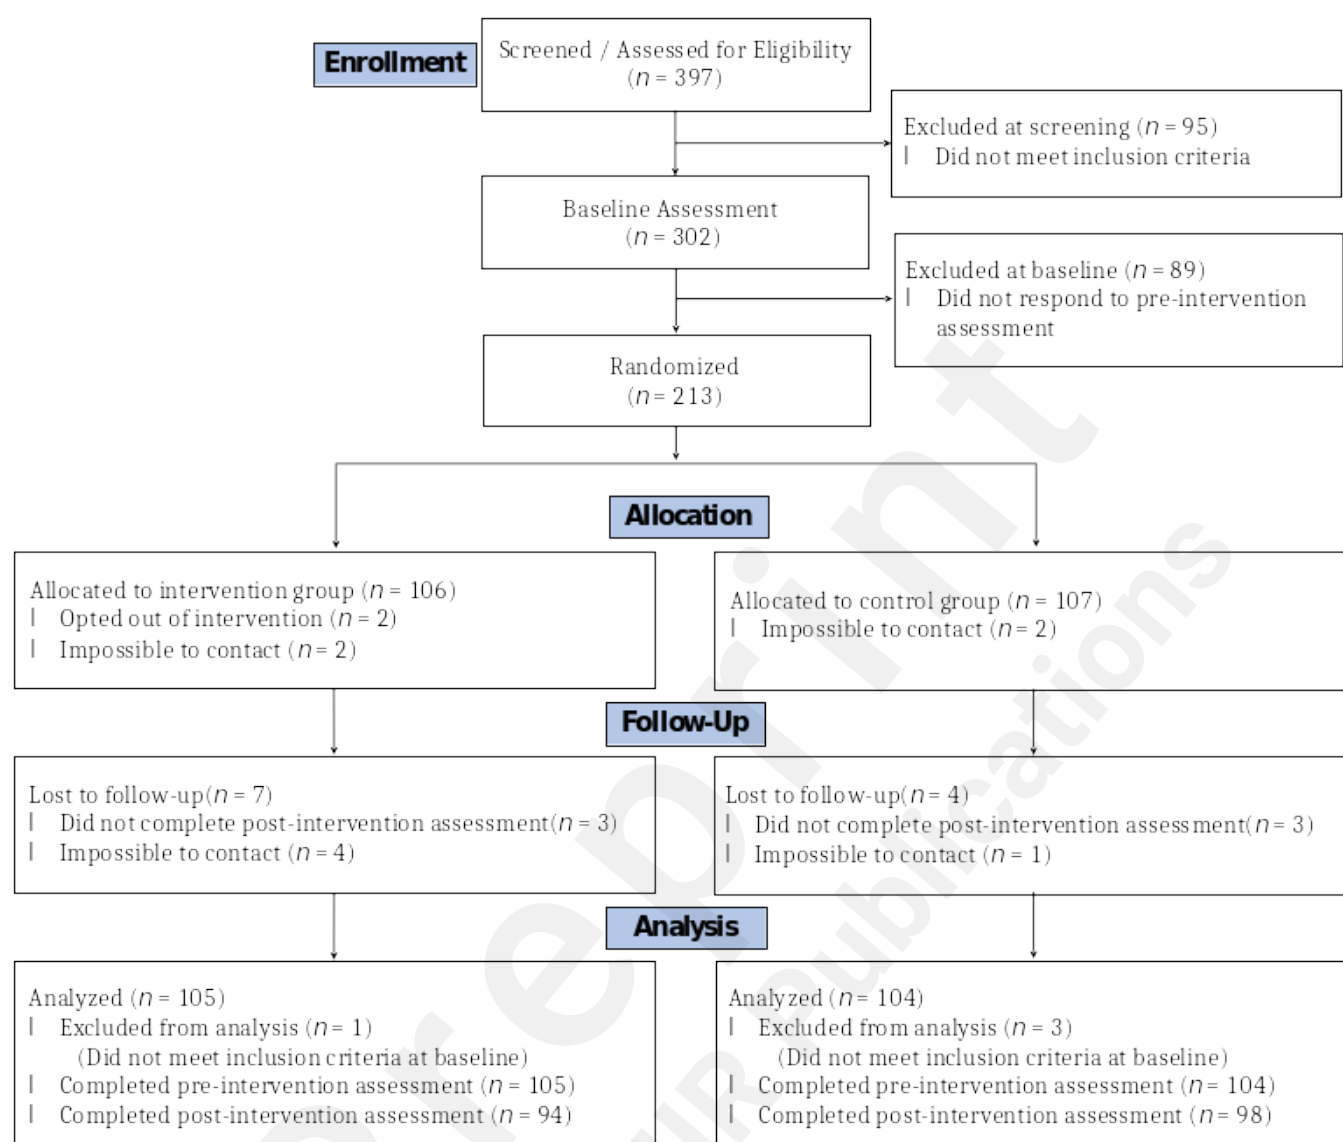 Enrollment
Screened / Assessed for Eligibility
(n = 397)
Excluded at screening (n = 95)
| Did not meet inclusion criteria
Baseline Assessment
(n = 302)
Excluded at baseline (n = 89)
| Did not respond to pre-intervention
assessment
Randomized
(n = 213)
Allocation
Allocated to intervention group (n = 106)
| Opted out of intervention (n = 2)
| Impossible to contact (n = 2)
Allocated to control group (n = 107)
| Impossible to contact (n = 2)
Follow-Up
Lost to follow-up(n = 7)
| Did not complete post-intervention assessment(n = 3)
| Impossible to contact (n = 4)
Lost to follow-up(n = 4)
| Did not complete post-intervention assessment(n = 3)
| Impossible to contact (n = 1)
Analysis
Analyzed (n = 105)
| Excluded from analysis (n = 1)
(Did not meet inclusion criteria at baseline)
| Completed pre-intervention assessment (n = 105)
| Completed post-intervention assessment (n = 94)
Analyzed (n = 104)
| Excluded from analysis (n = 3)
(Did not meet inclusion criteria at baseline)
| Completed pre-intervention assessment (n = 104)
| Completed post-intervention assessment (n = 98)
Preprint
Publications